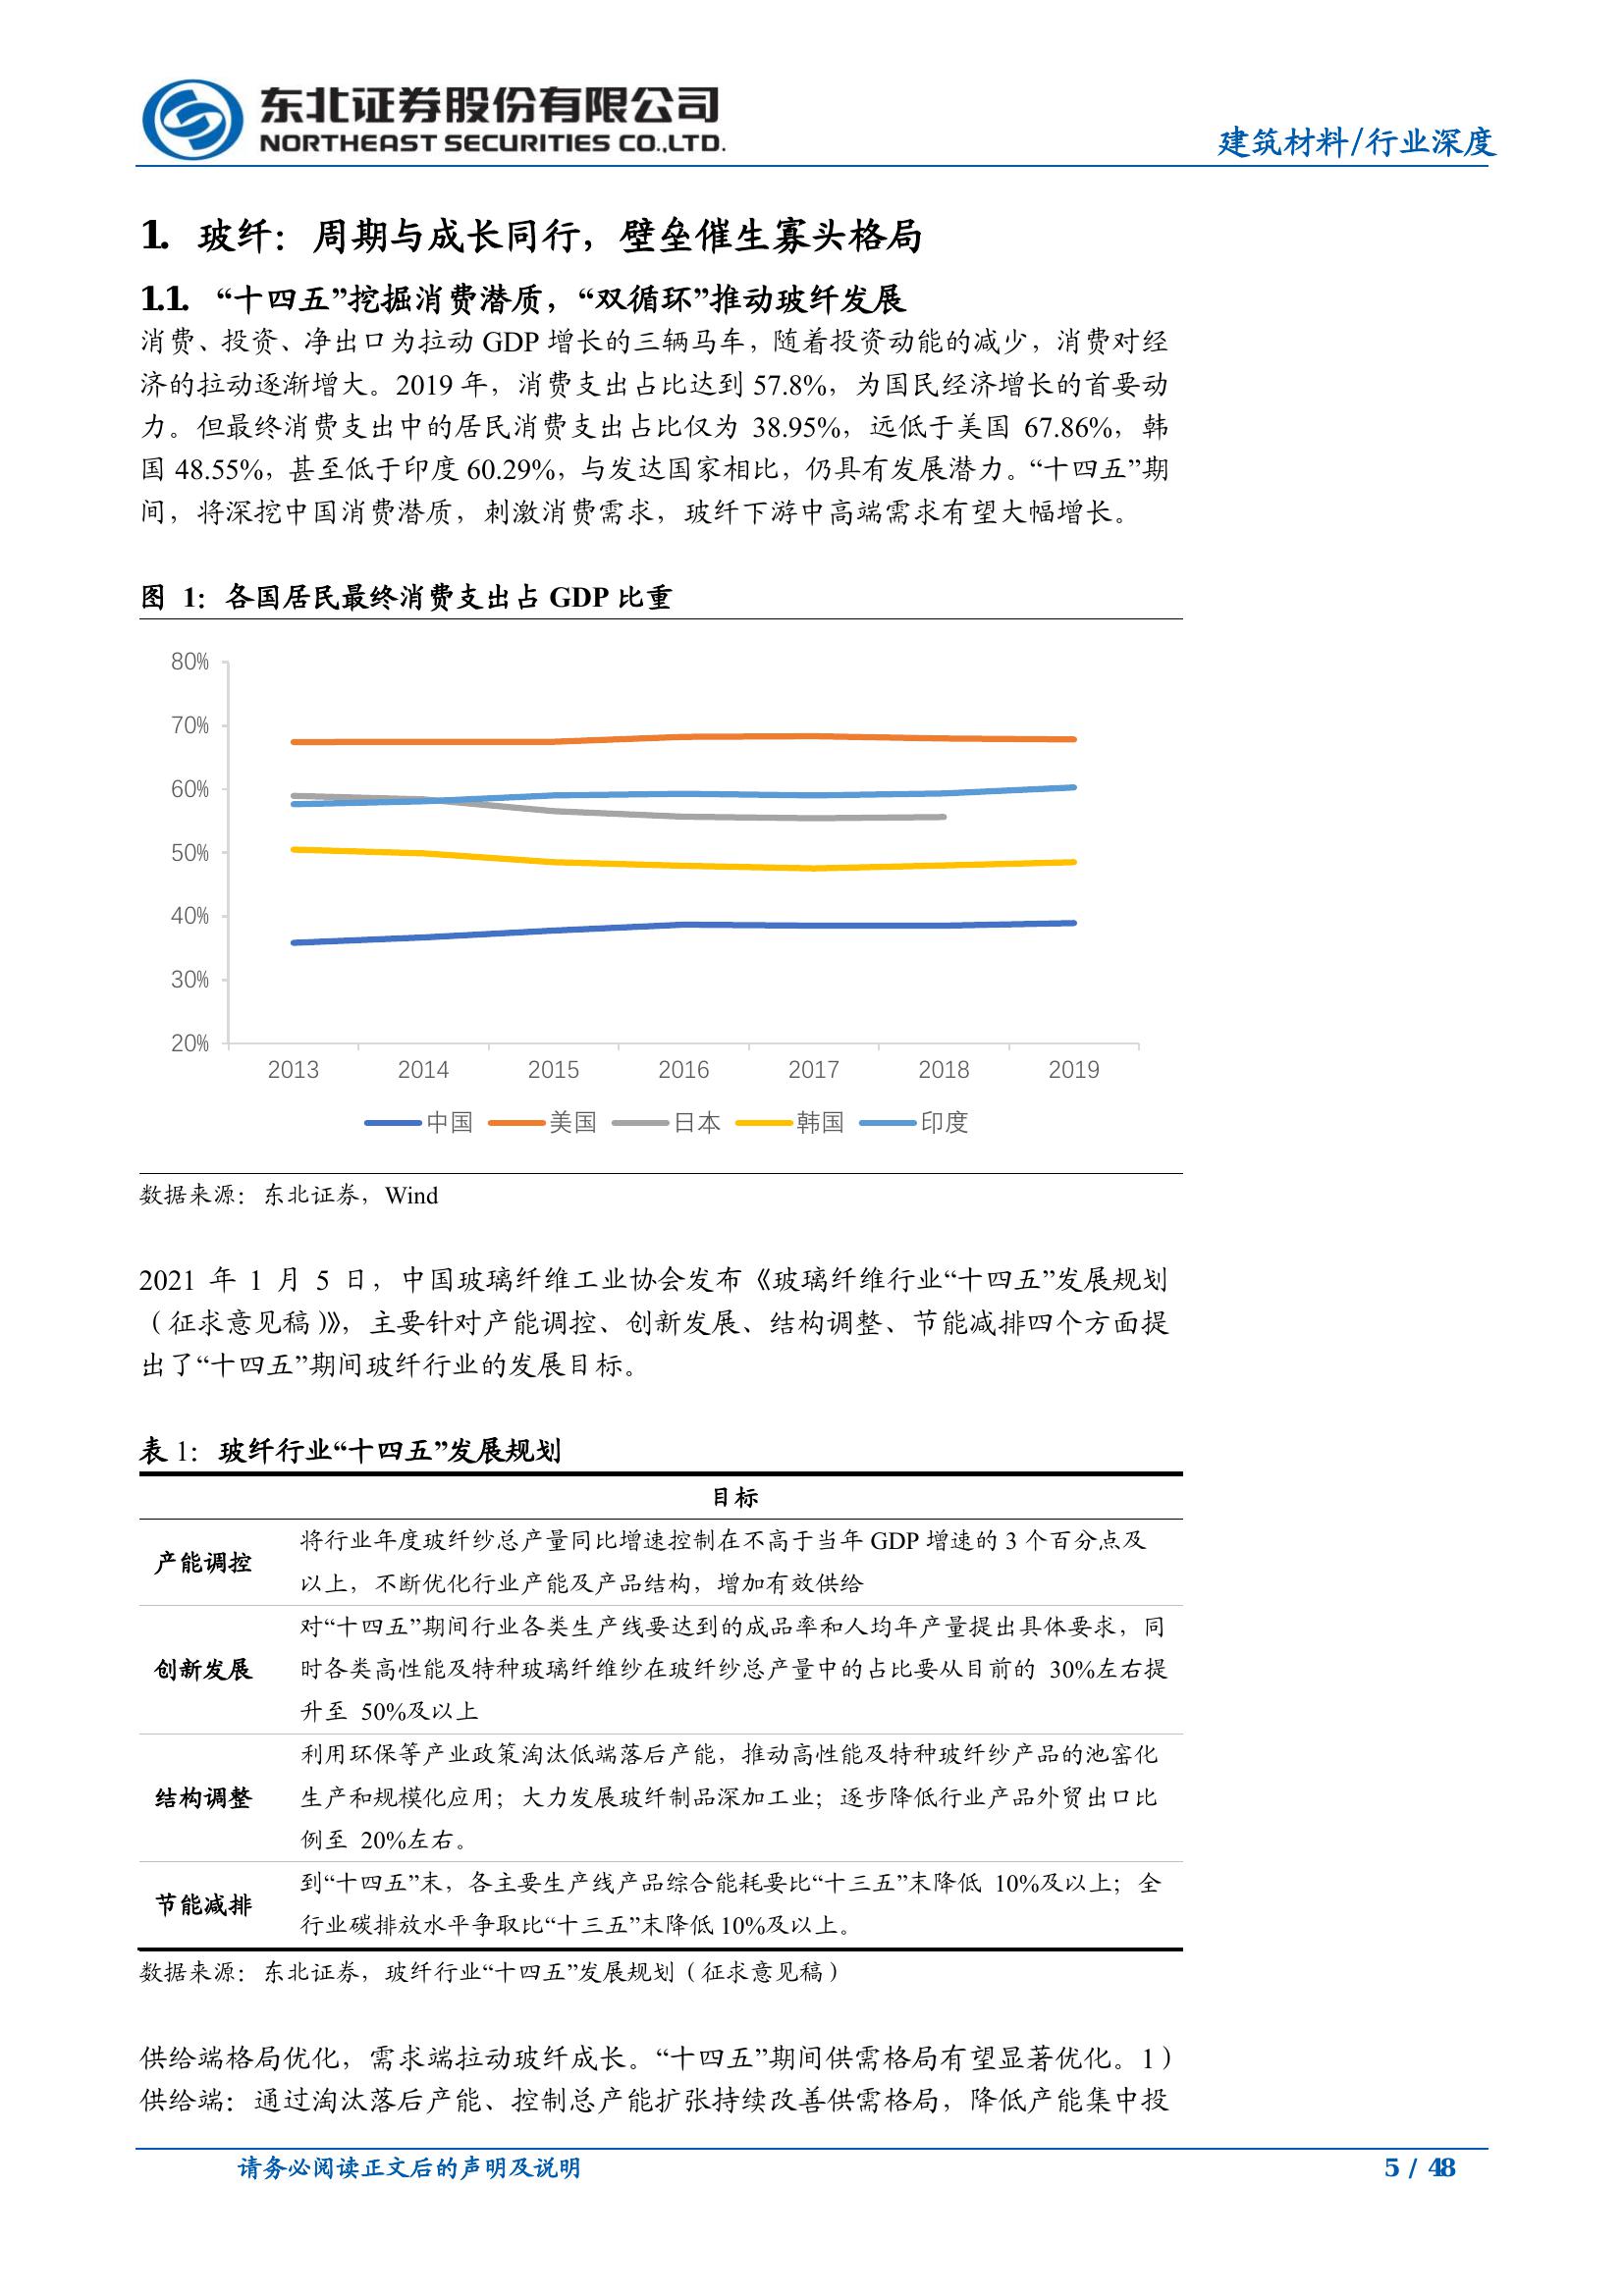 东北证券股份有限公司
NORTHEAST SECURITIES CO.,LTD.
建筑材料/行业深度
1. 玻纤：周期与成长同行，壁垒催生寡头格局
1.1. “十四五”挖掘消费潜质，“双循环”推动玻纤发展
消费、投资、净出口为拉动 GDP 增长的三辆马车，随着投资动能的减少，消费对经
济的拉动逐渐增大。2019 年，消费支出占比达到 57.8%，为国民经济增长的首要动
力。但最终消费支出中的居民消费支出占比仅为 38.95%，远低于美国 67.86%，韩
国 48.55%，甚至低于印度 60.29%，与发达国家相比，仍具有发展潜力。“十四五”期
间，将深挖中国消费潜质，刺激消费需求，玻纤下游中高端需求有望大幅增长。
图 1：各国居民最终消费支出占 GDP 比重
80%
70%
60%
50%
40%
30%
20%
2013 2014 2015 2016 2017 2018 2019
中国 美国 日本 韩国 印度
数据来源：东北证券，Wind
2021 年 1 月 5 日，中国玻璃纤维工业协会发布《玻璃纤维行业“十四五”发展规划
（征求意见稿）》，主要针对产能调控、创新发展、结构调整、节能减排四个方面提
出了“十四五”期间玻纤行业的发展目标。
表 1：玻纤行业“十四五”发展规划
目标
产能调控
将行业年度玻纤纱总产量同比增速控制在不高于当年 GDP 增速的 3 个百分点及
以上，不断优化行业产能及产品结构，增加有效供给
创新发展
对“十四五”期间行业各类生产线要达到的成品率和人均年产量提出具体要求，同
时各类高性能及特种玻璃纤维纱在玻纤纱总产量中的占比要从目前的 30%左右提
升至 50%及以上
结构调整
利用环保等产业政策淘汰低端落后产能，推动高性能及特种玻纤纱产品的池窑化
生产和规模化应用；大力发展玻纤制品深加工业；逐步降低行业产品外贸出口比
例至 20%左右。
节能减排
到“十四五”末，各主要生产线产品综合能耗要比“十三五”末降低 10%及以上；全
行业碳排放水平争取比“十三五”末降低 10%及以上。
数据来源：东北证券，玻纤行业“十四五”发展规划（征求意见稿）
供给端格局优化，需求端拉动玻纤成长。“十四五”期间供需格局有望显著优化。1）
供给端：通过淘汰落后产能、控制总产能扩张持续改善供需格局，降低产能集中投
请务必阅读正文后的声明及说明
5 / 48